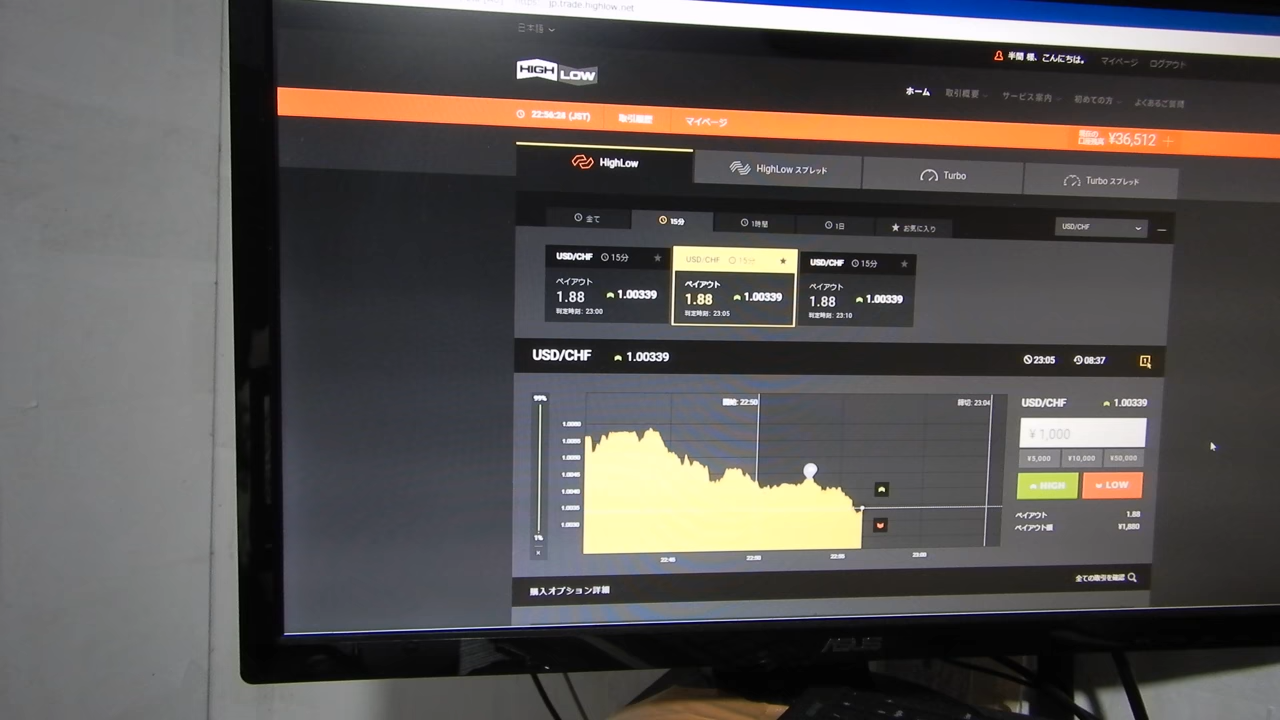 jp.trade.highlow.net
日本語
半間 様、こんにちは。 マイページ ログアウト
HIGH LOW
ホーム 取引概要 サービス案内 初めての方 よくあるご質問
22:56:28 (JST) 取引履歴 マイページ
¥36,512 +
HighLow HighLow スプレッド Turbo Turbo スプレッド
全て 15分 1時間 1日 お気に入り USD/CHF
USD/CHF 15分 USD/CHF 15分 USD/CHF 15分
ペイアウト ペイアウト ペイアウト
1.88 1.00339 1.88 1.00339 1.88 1.00339
判定時刻: 23:00 判定時刻: 23:05 判定時刻: 23:10
USD/CHF 1.00339 23:05 08:37 1
99% 開始: 22:50 締切: 23:04 USD/CHF 1.00339
¥ 1,000
¥5,000 ¥10,000 ¥50,000
HIGH LOW
ペイアウト 1.88
ペイアウト額 ¥1,880
1%
購入オプション詳細 全ての取引を確認
ASUS